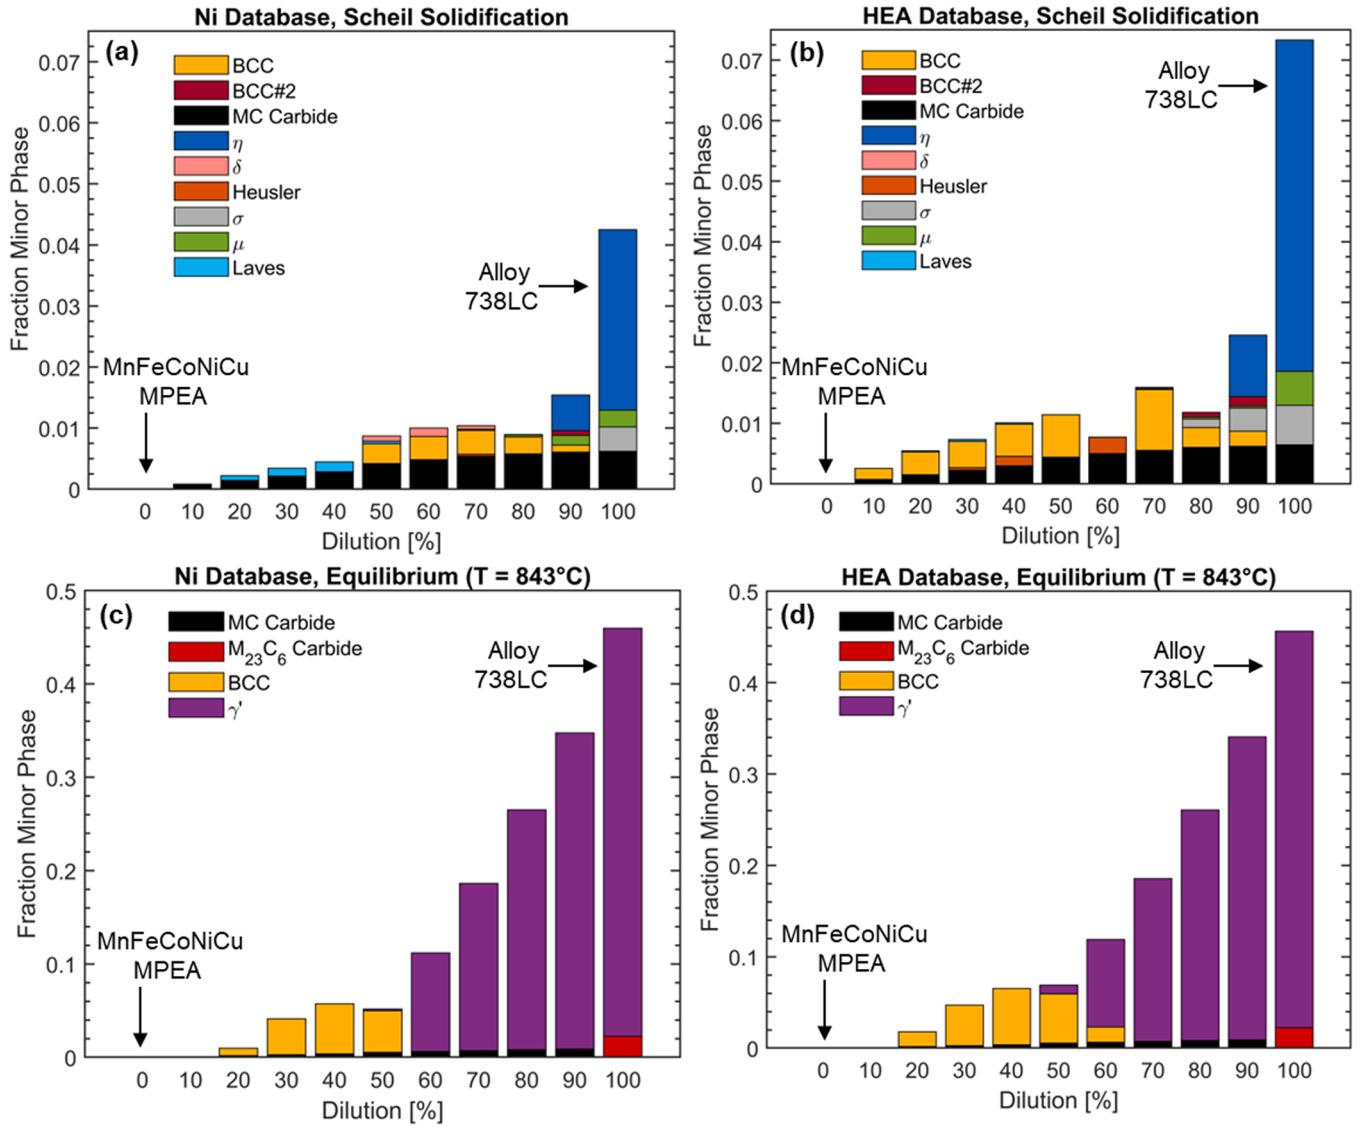 Ni Database, Scheil Solidification
(a)
Fraction Minor Phase
0.07
0.06
0.05
0.04
0.03
0.02
0.01
0
BCC
BCC#2
MC Carbide
η
δ
Heusler
σ
μ
Laves
Alloy
738LC
MnFeCoNiCu
MPEA
0 10 20 30 40 50 60 70 80 90 100
Dilution [%]
HEA Database, Scheil Solidification
(b)
Fraction Minor Phase
0.07
0.06
0.05
0.04
0.03
0.02
0.01
0
BCC
BCC#2
MC Carbide
η
δ
Heusler
σ
μ
Laves
Alloy
738LC
MnFeCoNiCu
MPEA
0 10 20 30 40 50 60 70 80 90 100
Dilution [%]
Ni Database, Equilibrium (T = 843°C)
(c)
Fraction Minor Phase
0.5
0.4
0.3
0.2
0.1
0
MC Carbide
M₂₃C₆ Carbide
BCC
γ'
Alloy
738LC
MnFeCoNiCu
MPEA
0 10 20 30 40 50 60 70 80 90 100
Dilution [%]
HEA Database, Equilibrium (T = 843°C)
(d)
Fraction Minor Phase
0.5
0.4
0.3
0.2
0.1
0
MC Carbide
M₂₃C₆ Carbide
BCC
γ'
Alloy
738LC
MnFeCoNiCu
MPEA
0 10 20 30 40 50 60 70 80 90 100
Dilution [%]